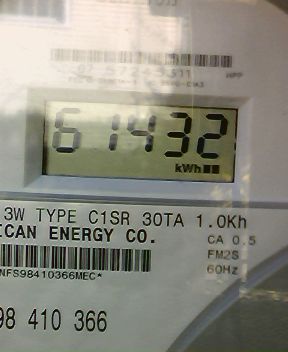 61432
kWh
3W TYPE C1SR 30TA 1.0Kh
ICAN ENERGY CO.
CA 0.5
FM2S
60Hz
NFS98410366MEC*
98 410 366